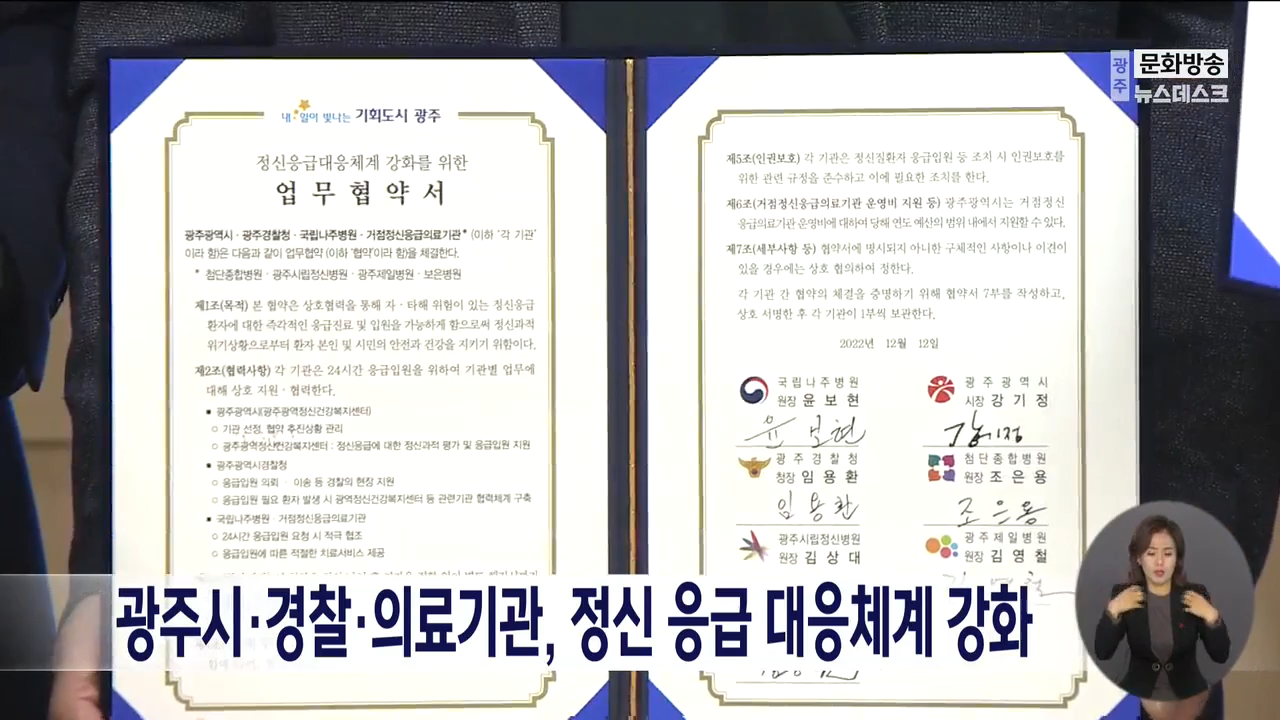 광주
문화방송
뉴스데스크
내☆일이 빛나는 기회도시 광주
정신응급대응체계 강화를 위한
업 무 협 약 서
광주광역시 · 광주경찰청 · 국립나주병원 · 거점정신응급의료기관* (이하 '각 기관'
이라 함)은 다음과 같이 업무협약 (이하 '협약'이라 함)을 체결한다.
* 첨단종합병원 · 광주시립정신병원 · 광주제일병원 · 보은병원
제1조(목적) 본 협약은 상호협력을 통해 자 · 타해 위험이 있는 정신응급
환자에 대한 즉각적인 응급진료 및 입원을 가능하게 함으로써 정신과적
위기상황으로부터 환자 본인 및 시민의 안전과 건강을 지키기 위함이다.
제2조(협력사항) 각 기관은 24시간 응급입원을 위하여 기관별 업무에
대해 상호 지원 · 협력한다.
■ 광주광역시(광주광역정신건강복지센터)
○ 기관 선정, 협약 추진상황 관리
○ 광주광역정신건강복지센터 : 정신응급에 대한 정신과적 평가 및 응급입원 지원
■ 광주광역시경찰청
○ 응급입원 의뢰 · 이송 등 경찰의 현장 지원
○ 응급입원 필요 환자 발생 시 광역정신건강복지센터 등 관련기관 협력체계 구축
■ 국립나주병원 · 거점정신응급의료기관
○ 24시간 응급입원 요청 시 적극 협조
○ 응급입원에 따른 적절한 치료서비스 제공
제5조(인권보호) 각 기관은 정신질환자 응급입원 등 조치 시 인권보호를
위한 관련 규정을 준수하고 이에 필요한 조치를 한다.
제6조(거점정신응급의료기관 운영비 지원 등) 광주광역시는 거점정신
응급의료기관 운영비에 대하여 당해 연도 예산의 범위 내에서 지원할 수 있다.
제7조(세부사항 등) 협약서에 명시되지 아니한 구체적인 사항이나 이견이
있을 경우에는 상호 협의하여 정한다.
각 기관 간 협약의 체결을 증명하기 위해 협약서 7부를 작성하고,
상호 서명한 후 각 기관이 1부씩 보관한다.
2022년 12월 12일
국립나주병원
원장 윤보현
윤보현
광주광역시
시장 강기정
강기정
광주경찰청
청장 임용환
임용환
첨단종합병원
원장 조은용
조은용
광주시립정신병원
원장 김상대
광주제일병원
원장 김영철
광주시·경찰·의료기관, 정신 응급 대응체계 강화